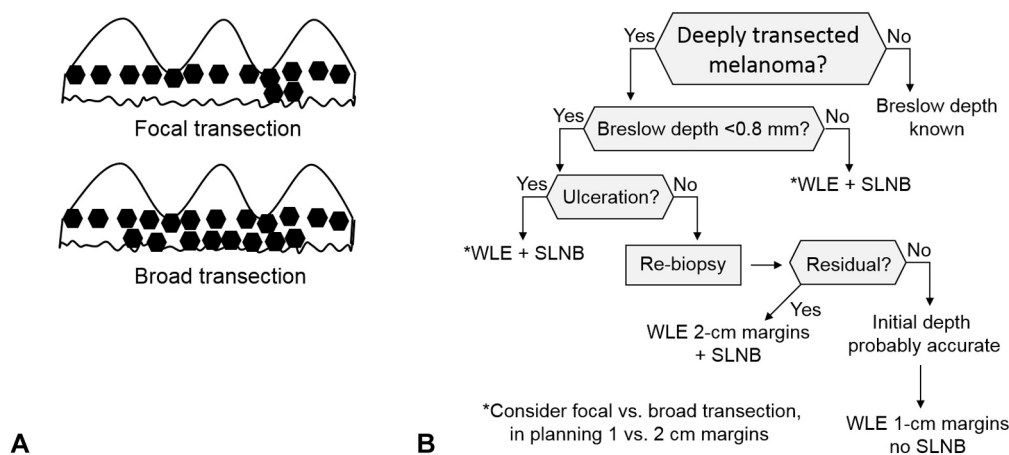 Focal transection
Broad transection
A
Deeply transected
melanoma?
Yes
No
Breslow depth
known
Breslow depth <0.8 mm?
Yes
No
*WLE + SLNB
Ulceration?
Yes
No
*WLE + SLNB
Re-biopsy
Residual?
No
Yes
WLE 2-cm margins
+ SLNB
Initial depth
probably accurate
WLE 1-cm margins
no SLNB
*Consider focal vs. broad transection,
in planning 1 vs. 2 cm margins
B